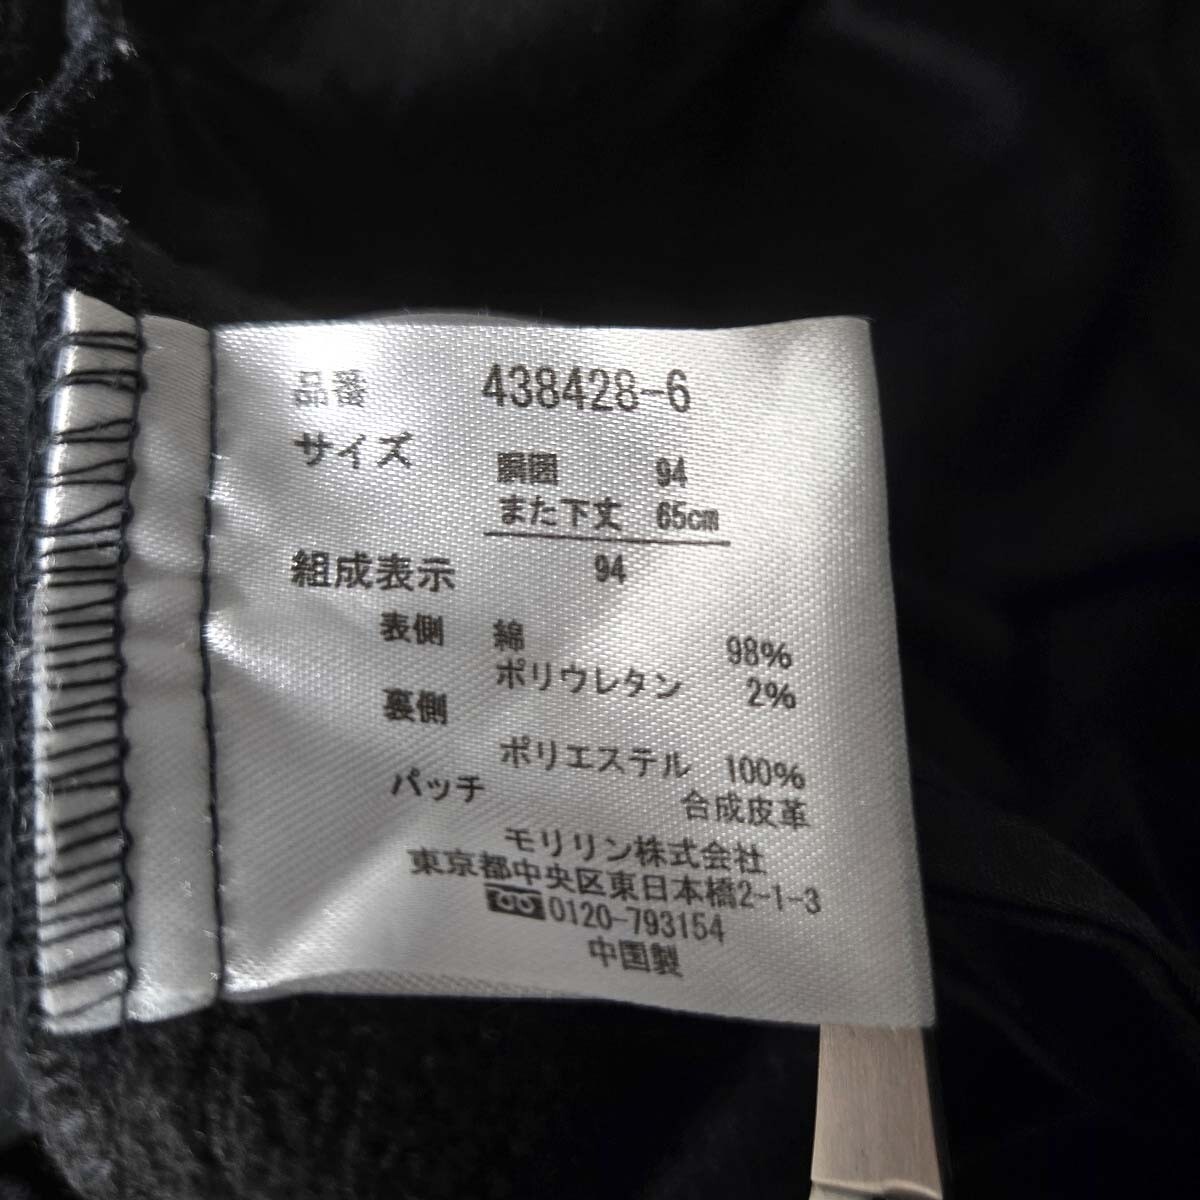 品番 438428-6
サイズ 胴囲 94
また下丈 65cm
94
組成表示
表側 綿 98%
ポリウレタン 2%
裏側
ポリエステル 100%
パッチ 合成皮革
モリリン株式会社
東京都中央区東日本橋2-1-3
0120-793154
中国製